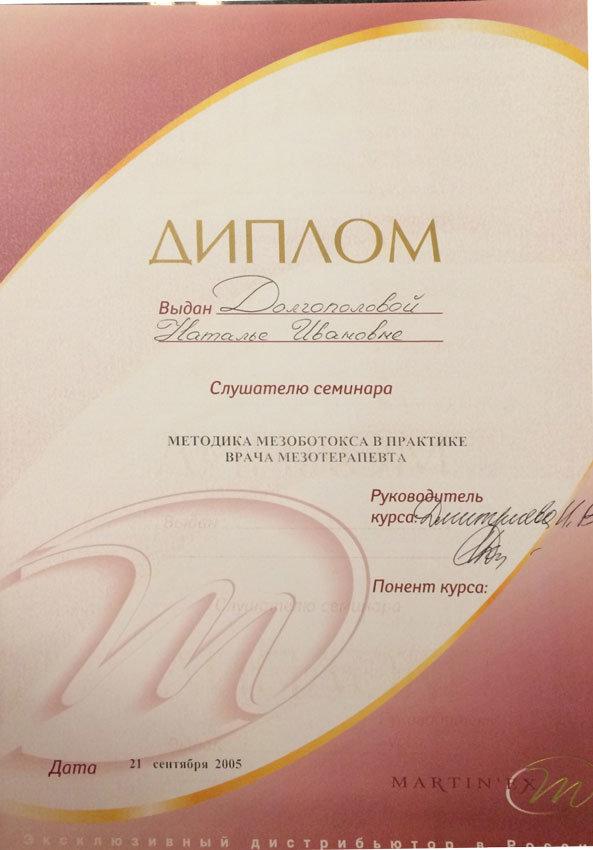 ДИПЛОМ
Выдан Долгополовой
Наталье Ивановне
Слушателю семинара
МЕТОДИКА МЕЗОБОТОКСА В ПРАКТИКЕ
ВРАЧА МЕЗОТЕРАПЕВТА
Руководитель
курса: Дмитриева И. В
Понент курса:
Дата 21 сентября 2005
MARTIN'EX
Эксклюзивный дистрибьютор в Росси